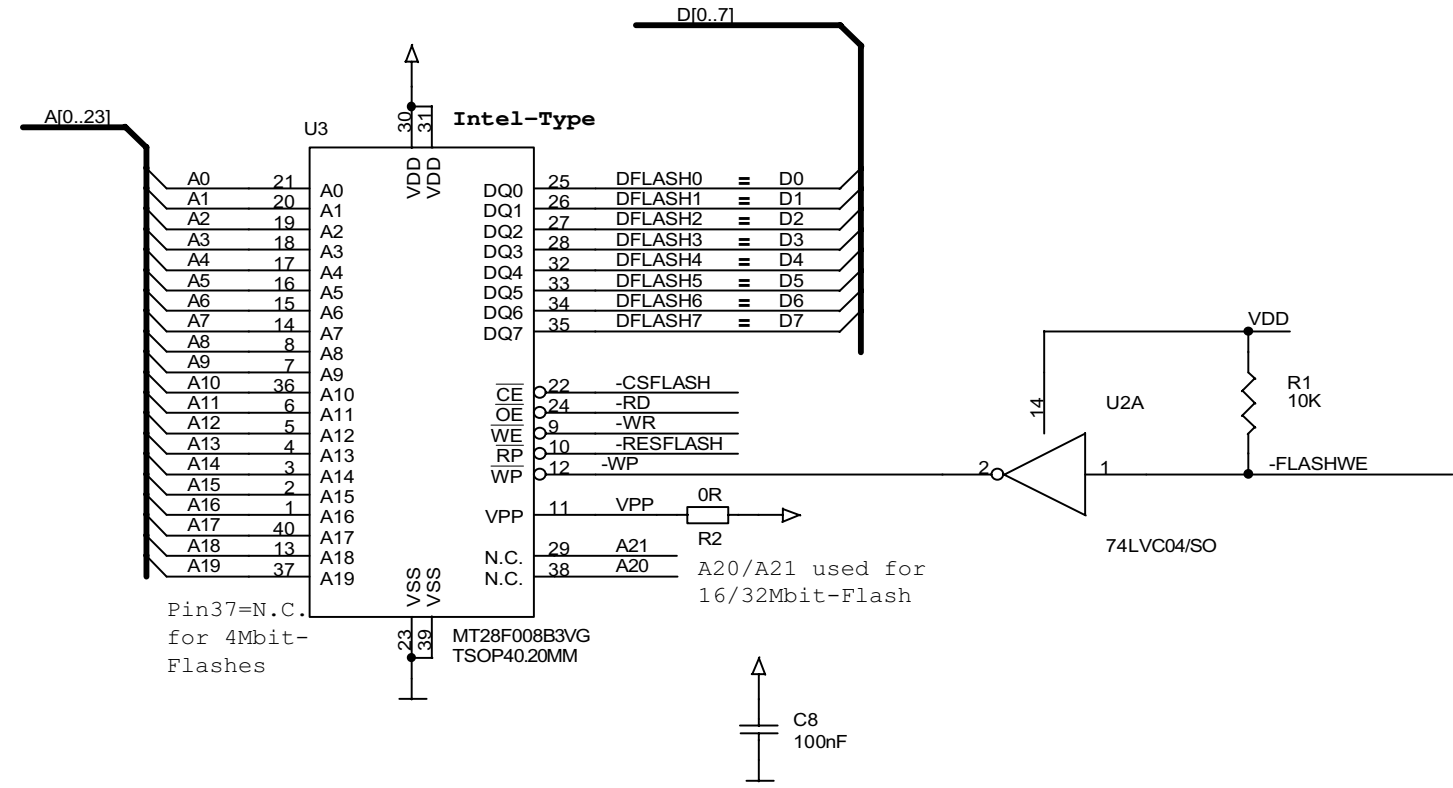 D[0..7]
A[0..23]
U3
Intel-Type
30
31
VDD
VDD
A0 21 A0
A1 20 A1
A2 19 A2
A3 18 A3
A4 17 A4
A5 16 A5
A6 15 A6
A7 14 A7
A8 8 A8
A9 7 A9
A10 36 A10
A11 6 A11
A12 5 A12
A13 4 A13
A14 3 A14
A15 2 A15
A16 1 A16
A17 40 A17
A18 13 A18
A19 37 A19
DQ0 25 DFLASH0 = D0
DQ1 26 DFLASH1 = D1
DQ2 27 DFLASH2 = D2
DQ3 28 DFLASH3 = D3
DQ4 32 DFLASH4 = D4
DQ5 33 DFLASH5 = D5
DQ6 34 DFLASH6 = D6
DQ7 35 DFLASH7 = D7
CE 22 -CSFLASH
OE 24 -RD
WE 9 -WR
RP 10 -RESFLASH
WP 12 -WP
VPP 11 VPP
0R
R2
N.C. 29 A21
N.C. 38 A20
VSS
VSS
23
39
Pin37=N.C.
for 4Mbit-
Flashes
MT28F008B3VG
TSOP40.20MM
A20/A21 used for
16/32Mbit-Flash
VDD
R1
10K
14
U2A
2
1
-FLASHWE
74LVC04/SO
C8
100nF